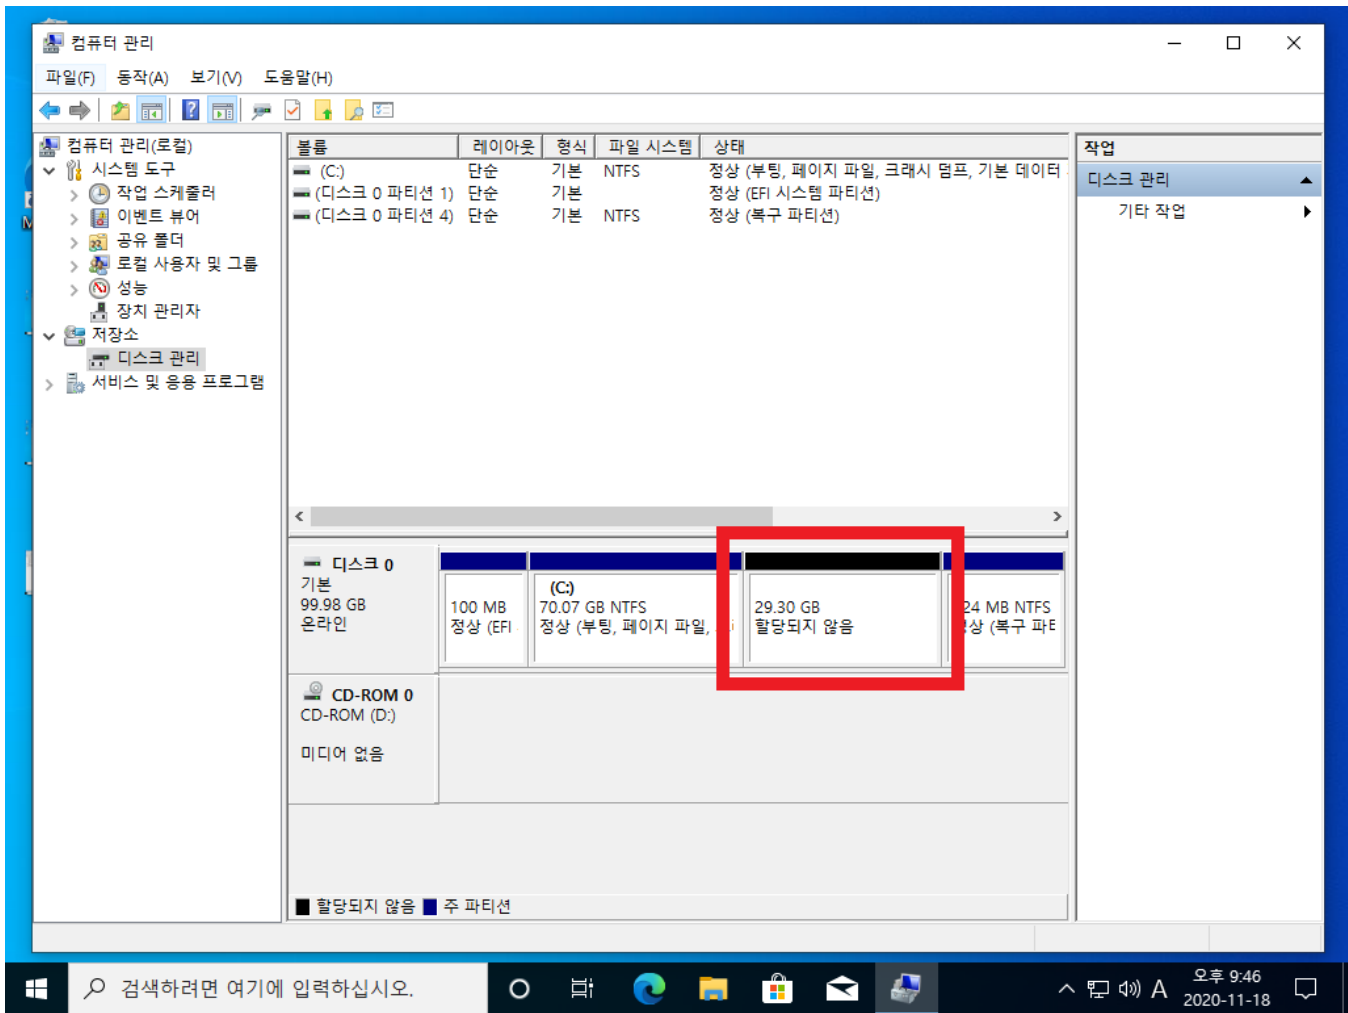 컴퓨터 관리
파일(F) 동작(A) 보기(V) 도움말(H)
컴퓨터 관리(로컬)
시스템 도구
작업 스케줄러
이벤트 뷰어
공유 폴더
로컬 사용자 및 그룹
성능
장치 관리자
저장소
디스크 관리
서비스 및 응용 프로그램
볼륨 레이아웃 형식 파일 시스템 상태
(C:) 단순 기본 NTFS 정상 (부팅, 페이지 파일, 크래시 덤프, 기본 데이터
(디스크 0 파티션 1) 단순 기본 정상 (EFI 시스템 파티션)
(디스크 0 파티션 4) 단순 기본 NTFS 정상 (복구 파티션)
작업
디스크 관리
기타 작업
디스크 0
기본
99.98 GB
온라인
100 MB
정상 (EFI
(C:)
70.07 GB NTFS
정상 (부팅, 페이지 파일,
29.30 GB
할당되지 않음
24 MB NTFS
(복구 파
CD-ROM 0
CD-ROM (D:)
미디어 없음
할당되지 않음 주 파티션
검색하려면 여기에 입력하십시오.
A
오후 9:46
2020-11-18